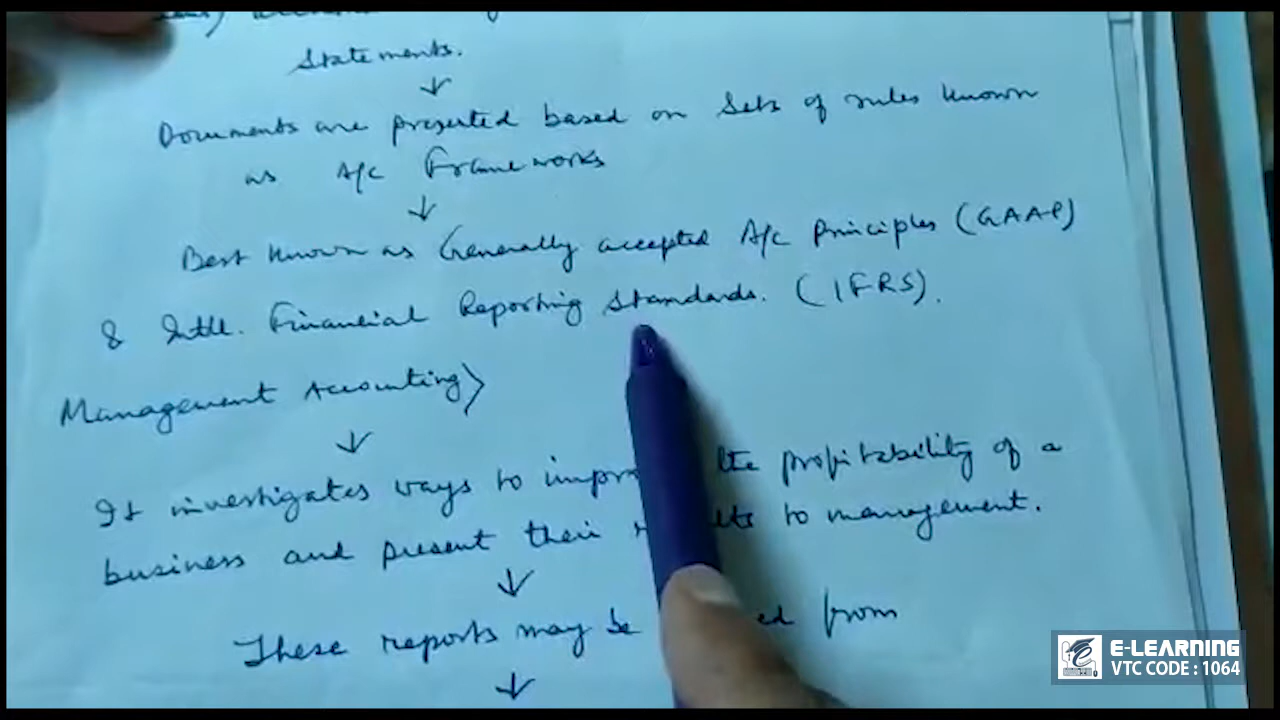 Statements.
↓
Documents are presented based on sets of rules known
as A/c Frameworks
↓
Best known as Generally accepted A/c Principles (GAAP)
& Intl. Financial Reporting Standards. (IFRS).
Management Accounting>
↓
It investigates ways to the profitability of a
business and present their to management.
↓
These reports may be from
↓
E-LEARNING
VTC CODE : 1064